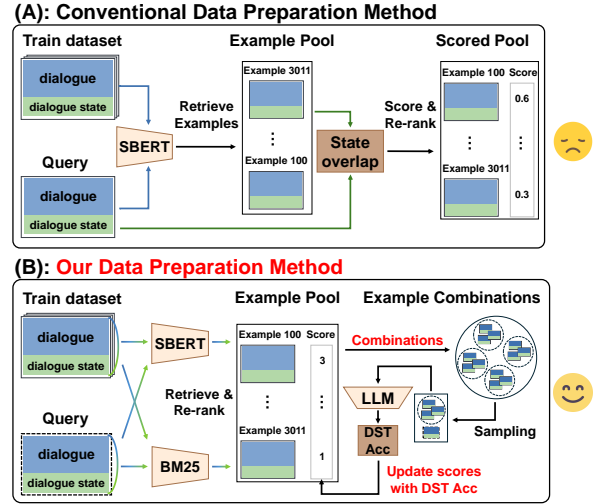 (A): Conventional Data Preparation Method
Train dataset
Example Pool
Scored Pool
dialogue
dialogue state
Query
dialogue
dialogue state
SBERT
Retrieve
Examples
Example 3011
⋮
Example 100
State
overlap
Score &
Re-rank
Example 100
Score
0.6
⋮
⋮
Example 3011
0.3
(B): Our Data Preparation Method
Train dataset
Example Pool
Example Combinations
dialogue
dialogue state
Query
dialogue
dialogue state
SBERT
BM25
Retrieve &
Re-rank
Example 100
Score
3
⋮
⋮
Example 3011
1
Combinations
LLM
DST
Acc
Sampling
Update scores
with DST Acc